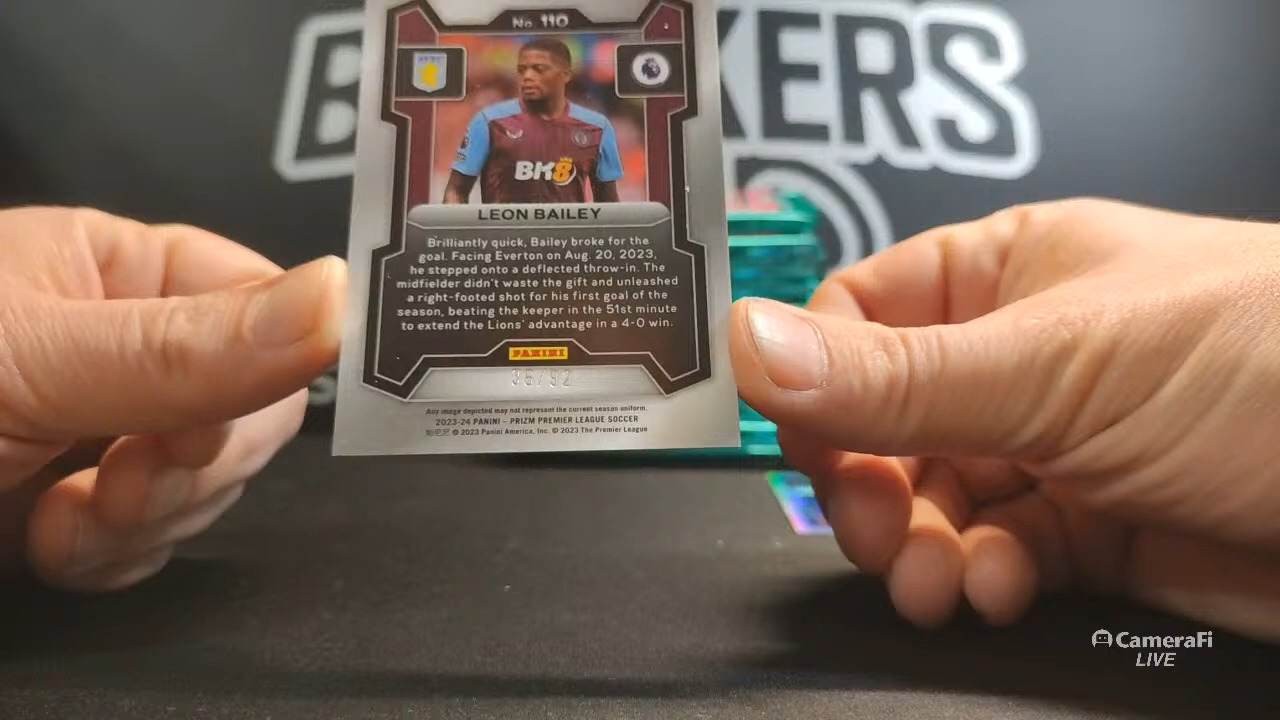 No. 110
BK8
LEON BAILEY
Brilliantly quick, Bailey broke for the
goal. Facing Everton on Aug. 20, 2023,
he stepped onto a deflected throw-in. The
midfielder didn't waste the gift and unleashed
a right-footed shot for his first goal of the
season, beating the keeper in the 51st minute
to extend the Lions' advantage in a 4-0 win.
PANINI
36/92
Any image depicted may not represent the current season uniform.
2023-24 PANINI – PRIZM PREMIER LEAGUE SOCCER
© 2023 Panini America, Inc. © 2023 The Premier League
KERS
CameraFi
LIVE